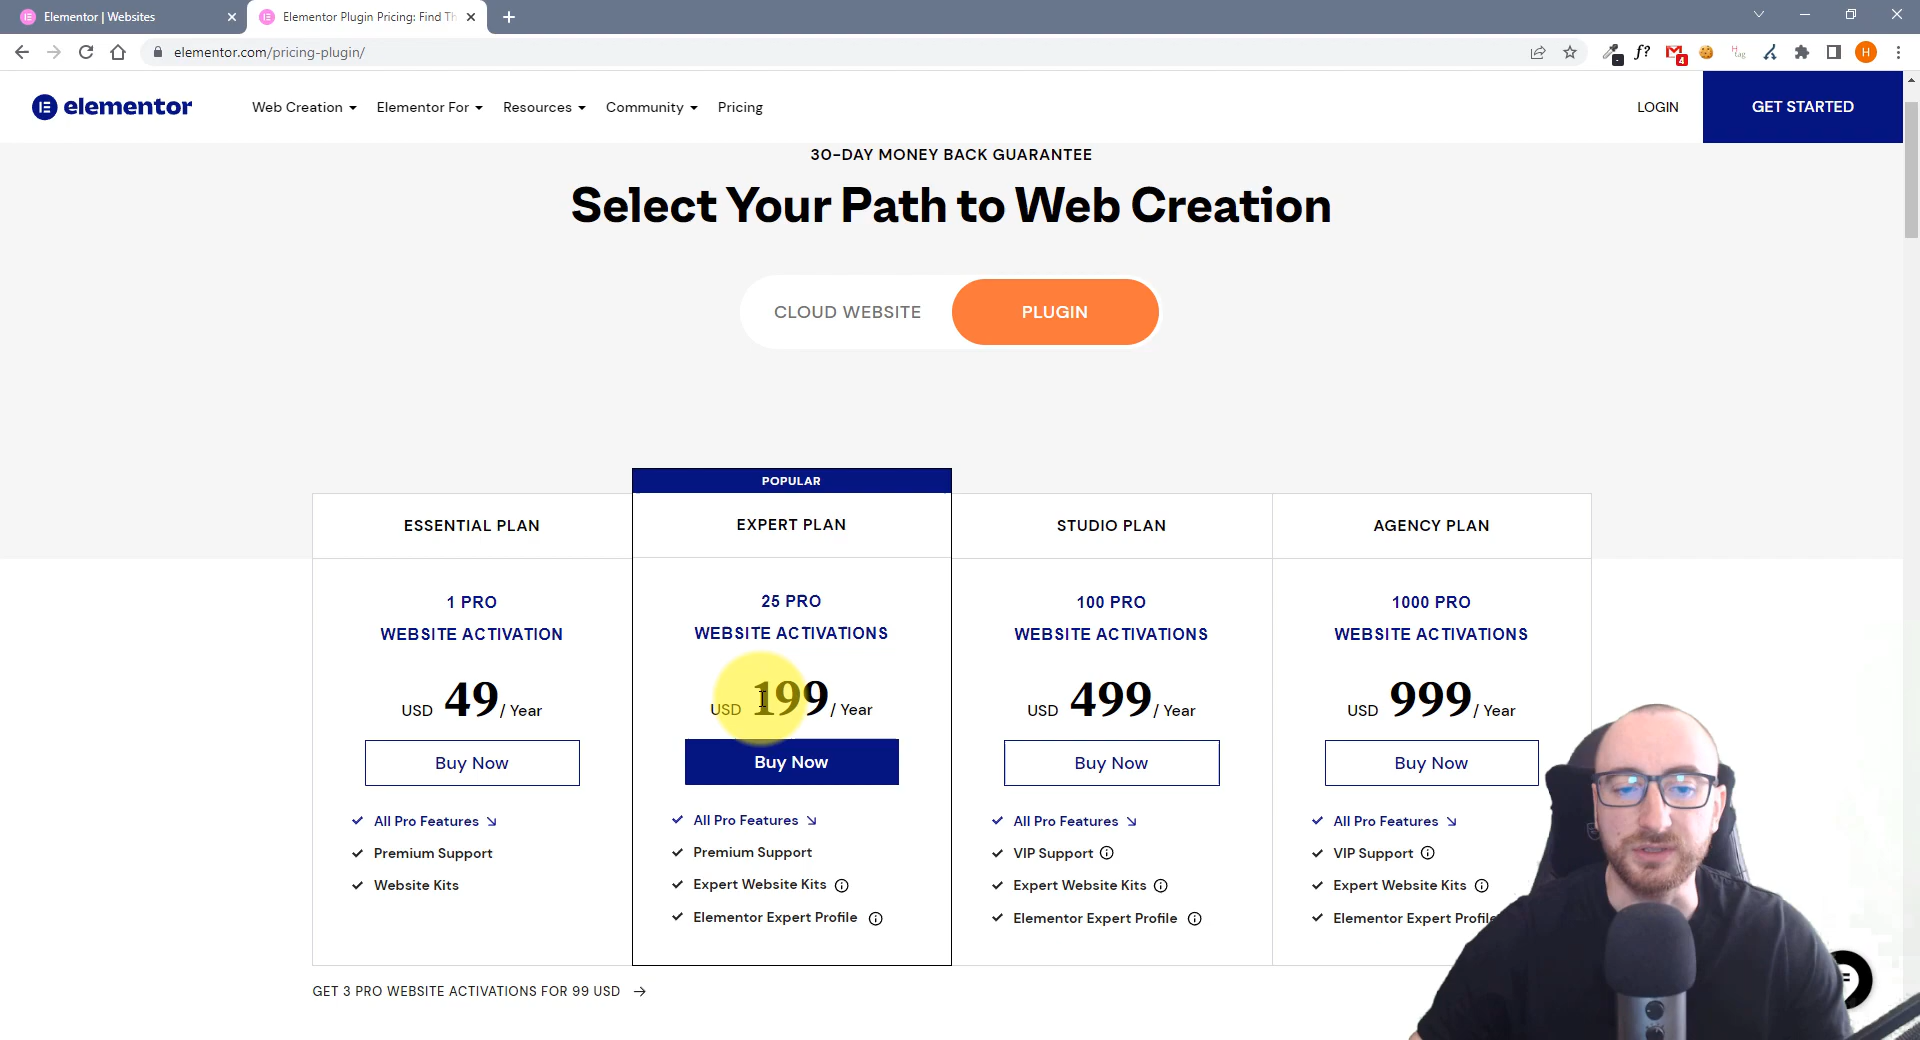 Elementor | Websites
Elementor Plugin Pricing: Find Th
elementor.com/pricing-plugin/
f?
4
H
tag
H
elementor
Web Creation
Elementor For
Resources
Community
Pricing
LOGIN
GET STARTED
30-DAY MONEY BACK GUARANTEE
Select Your Path to Web Creation
CLOUD WEBSITE
PLUGIN
POPULAR
ESSENTIAL PLAN
1 PRO
WEBSITE ACTIVATION
USD 49 / Year
Buy Now
All Pro Features
Premium Support
Website Kits
EXPERT PLAN
25 PRO
WEBSITE ACTIVATIONS
USD 199 / Year
Buy Now
All Pro Features
Premium Support
Expert Website Kits
Elementor Expert Profile
STUDIO PLAN
100 PRO
WEBSITE ACTIVATIONS
USD 499 / Year
Buy Now
All Pro Features
VIP Support
Expert Website Kits
Elementor Expert Profile
AGENCY PLAN
1000 PRO
WEBSITE ACTIVATIONS
USD 999 / Year
Buy Now
All Pro Features
VIP Support
Expert Website Kits
Elementor Expert Profile
GET 3 PRO WEBSITE ACTIVATIONS FOR 99 USD